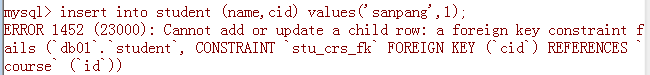 mysql> insert into student (name,cid) values('sanpang',1);
ERROR 1452 (23000): Cannot add or update a child row: a foreign key constraint f
ails (`db01`.`student`, CONSTRAINT `stu_crs_fk` FOREIGN KEY (`cid`) REFERENCES `
course` (`id`))